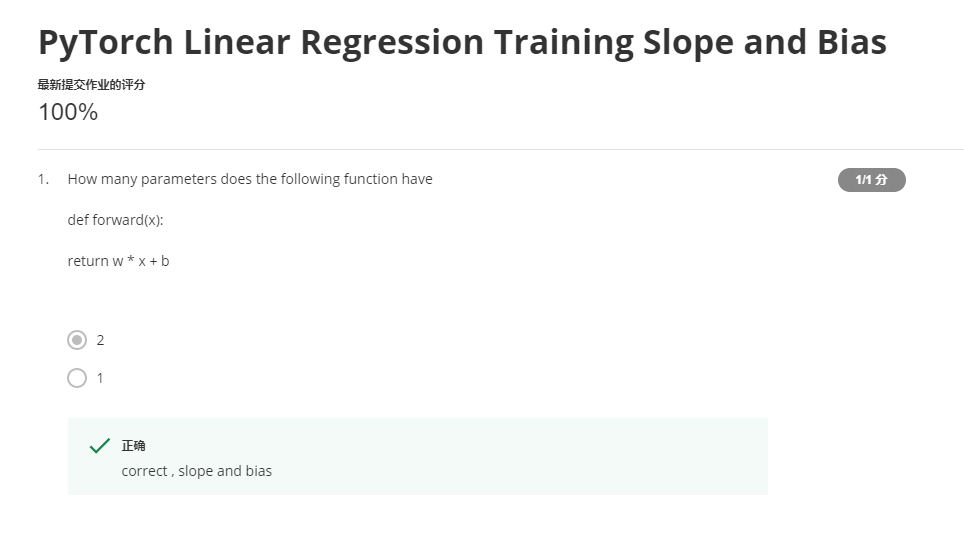 PyTorch Linear Regression Training Slope and Bias
最新提交作业的评分
100%
1. How many parameters does the following function have
1/1 分
def forward(x):
return w * x + b
2
1
正确
correct , slope and bias